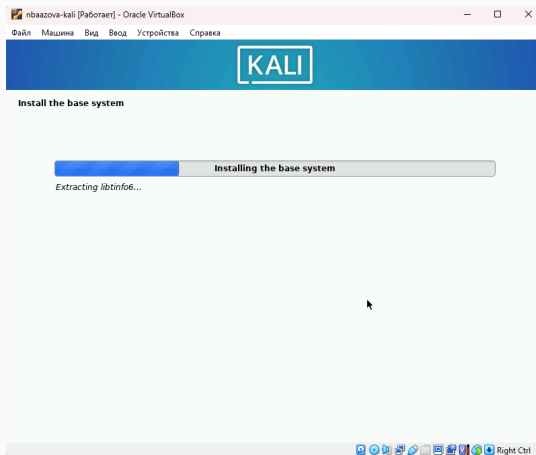 nbaazova-kali [Работает] - Oracle VirtualBox
Файл Машина Вид Ввод Устройства Справка
KALI
Install the base system
Installing the base system
Extracting libtinfo6...
Right Ctrl